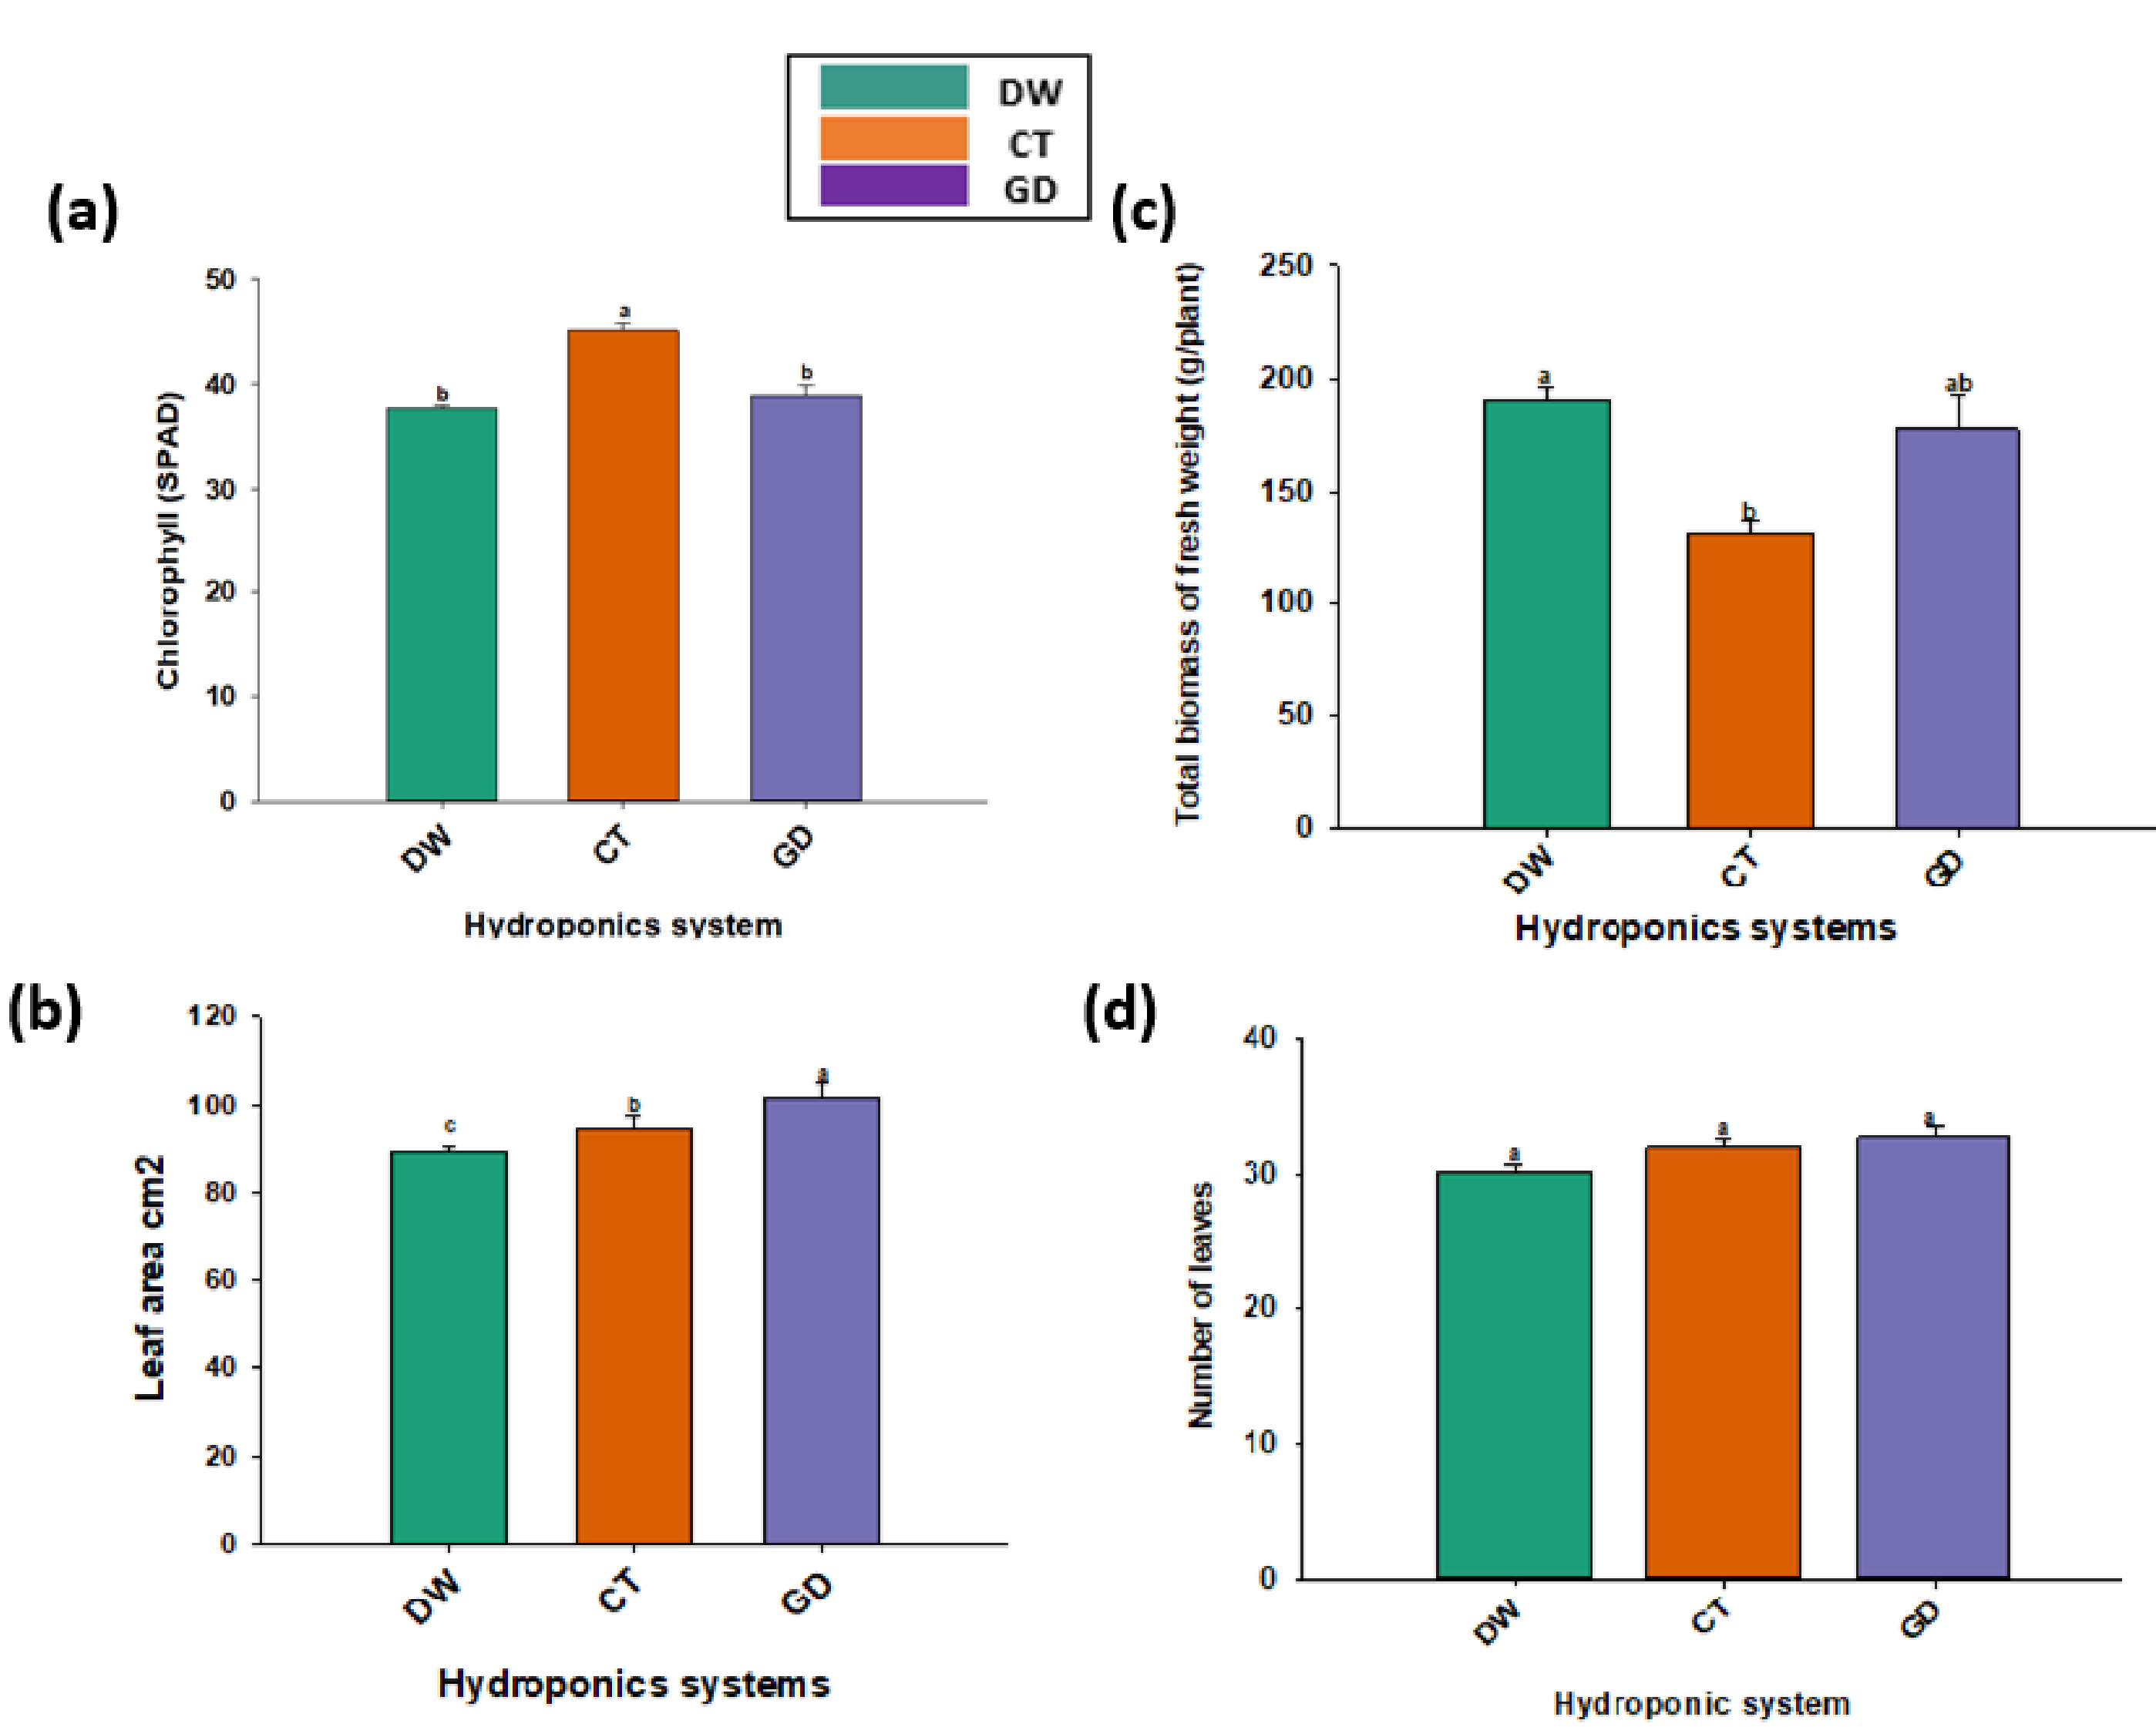 DW
CT
GD
(a)
50
40
30
20
10
0
Chlorophyll (SPAD)
b
a
b
DW
CT
GD
Hydroponics system
(c)
250
200
150
100
50
0
Total biomass of fresh weight (g/plant)
a
b
ab
DW
CT
GD
Hydroponics systems
(b)
120
100
80
60
40
20
0
Leaf area cm2
c
b
a
DW
CT
GD
Hydroponics systems
(d)
40
30
20
10
0
Number of leaves
a
a
a
DW
CT
GD
Hydroponic system